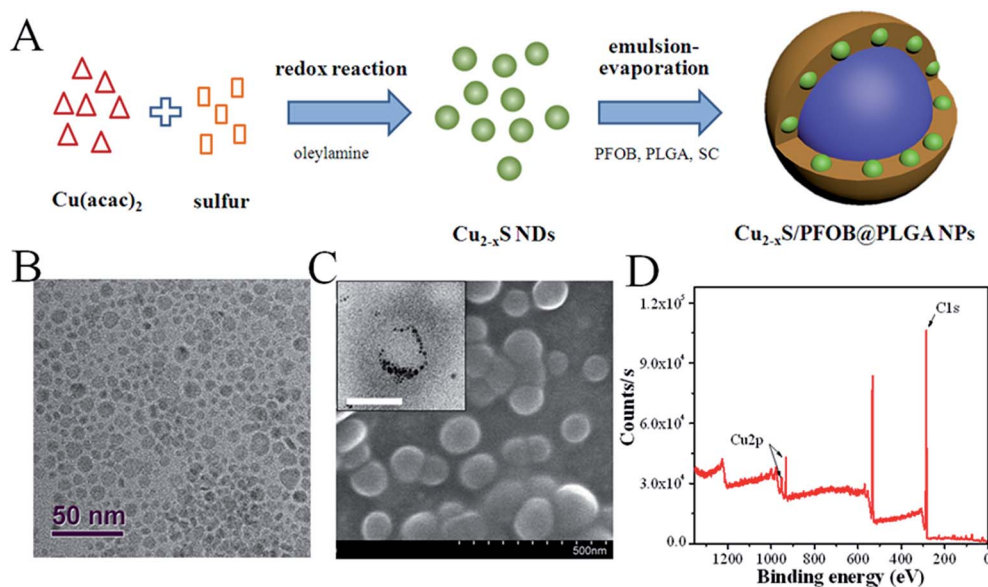 A
redox reaction
oleylamine
emulsion-
evaporation
PFOB, PLGA, SC
Cu(acac)₂
sulfur
Cu₂₋ₓS NDs
Cu₂₋ₓS/PFOB@PLGA NPs
B
50 nm
C
500nm
D
1.2x10⁵
9.0x10⁴
6.0x10⁴
3.0x10⁴
0.0
Counts/s
C1s
Cu2p
1200 1000 800 600 400 200 0
Binding energy (eV)